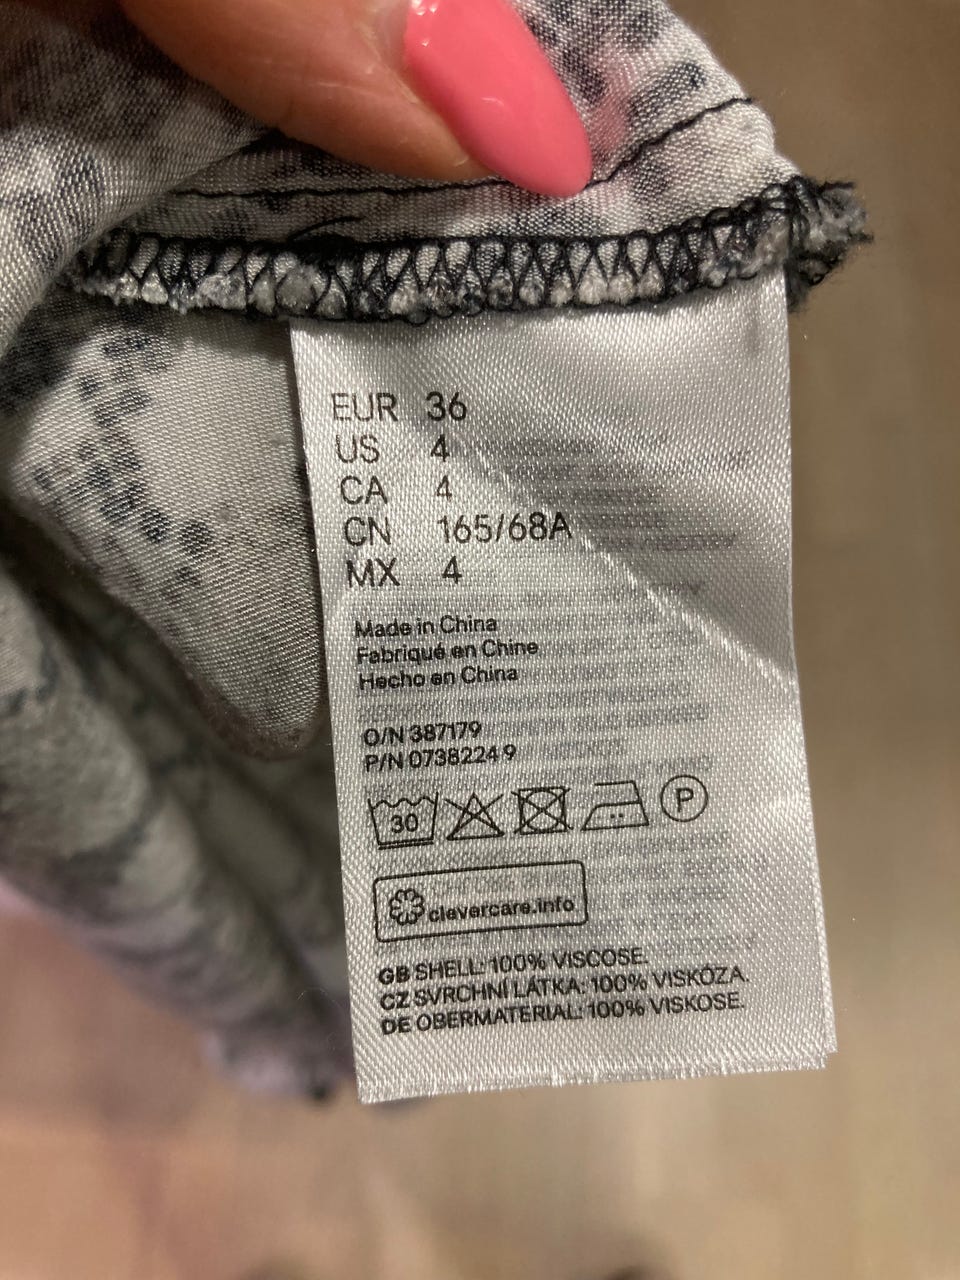 EUR 36
US 4
CA 4
CN 165/68A
MX 4
Made in China
Fabriqué en Chine
Hecho en China
O/N 387179
P/N 0738224 9
30
P
clevercare.info
GB SHELL: 100% VISCOSE.
CZ SVRCHNÍ LÁTKA: 100% VISKÓZA.
DE OBERMATERIAL: 100% VISKOSE.